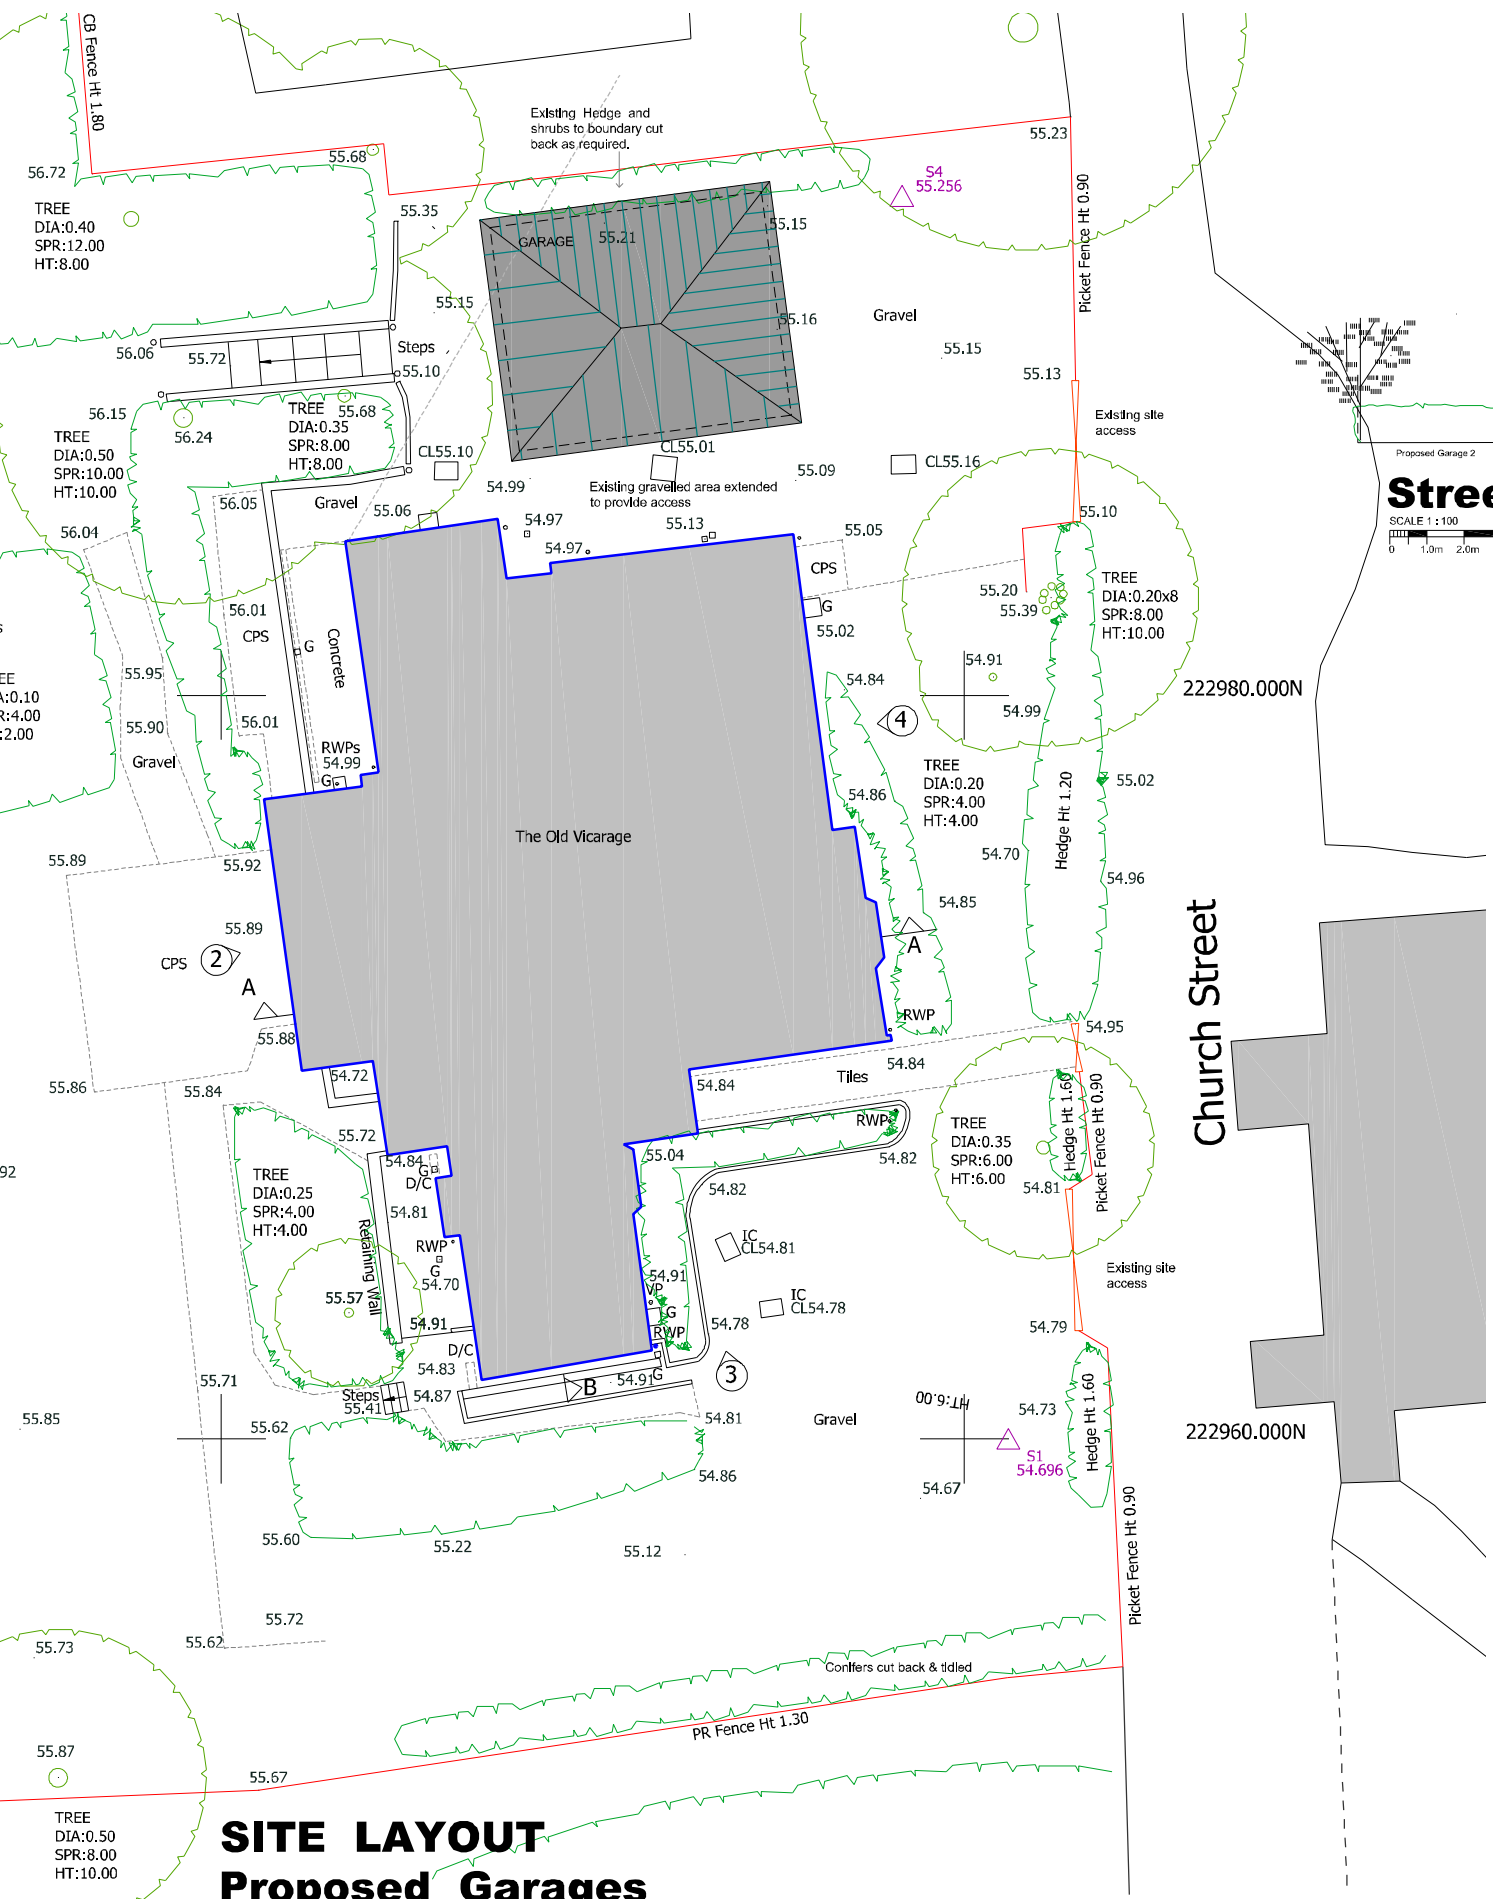 CB Fence Ht 1.80
Existing Hedge and
shrubs to boundary cut
back as required.
55.23
56.72
55.68
S4
55.256
TREE
DIA:0.40
SPR:12.00
HT:8.00
55.35
GARAGE
55.21
55.15
Picket Fence Ht 0.90
55.15
55.16
Gravel
55.15
56.06
55.72
Steps
55.10
55.13
56.15
56.24
TREE
DIA:0.35
SPR:8.00
HT:8.00
55.68
Existing site
access
TREE
DIA:0.50
SPR:10.00
HT:10.00
CL55.10
CL55.01
55.09
CL55.16
Proposed Garage 2
Stree
SCALE 1 : 100
0 1.0m 2.0m
54.99
Existing gravelled area extended
to provide access
56.05
Gravel
55.06
54.97
55.13
55.05
55.10
56.04
54.97
CPS
TREE
DIA:0.20x8
SPR:8.00
HT:10.00
55.20
55.39
56.01
CPS
G
Concrete
G
55.02
s
EE
A:0.10
R:4.00
:2.00
55.95
54.91
54.84
222980.000N
55.90
56.01
54.99
4
Gravel
RWPs
54.99
G
TREE
DIA:0.20
SPR:4.00
HT:4.00
54.86
Hedge Ht 1.20
55.02
The Old Vicarage
55.89
55.92
54.70
54.96
54.85
55.89
CPS
2
A
A
Church Street
55.88
RWP
54.95
55.86
55.84
54.72
54.84
54.84
Tiles
Hedge Ht 1.60
Picket Fence Ht 0.90
55.72
RWP
TREE
DIA:0.35
SPR:6.00
HT:6.00
92
54.84
G
D/C
55.04
54.82
54.82
54.81
TREE
DIA:0.25
SPR:4.00
HT:4.00
54.81
Retaining Wall
RWP
G
54.70
IC
CL54.81
Existing site
access
54.91
VP
G
RWP
IC
CL54.78
55.57
54.91
54.78
54.79
D/C
54.83
55.71
Steps
55.41
54.87
B
54.91
G
3
HT:6.00
Hedge Ht 1.60
55.85
55.62
54.81
Gravel
54.73
222960.000N
S1
54.696
54.86
54.67
55.60
55.22
55.12
Picket Fence Ht 0.90
55.72
55.62
55.73
Conifers cut back & tidied
PR Fence Ht 1.30
55.87
55.67
TREE
DIA:0.50
SPR:8.00
HT:10.00
SITE LAYOUT
Proposed Garages